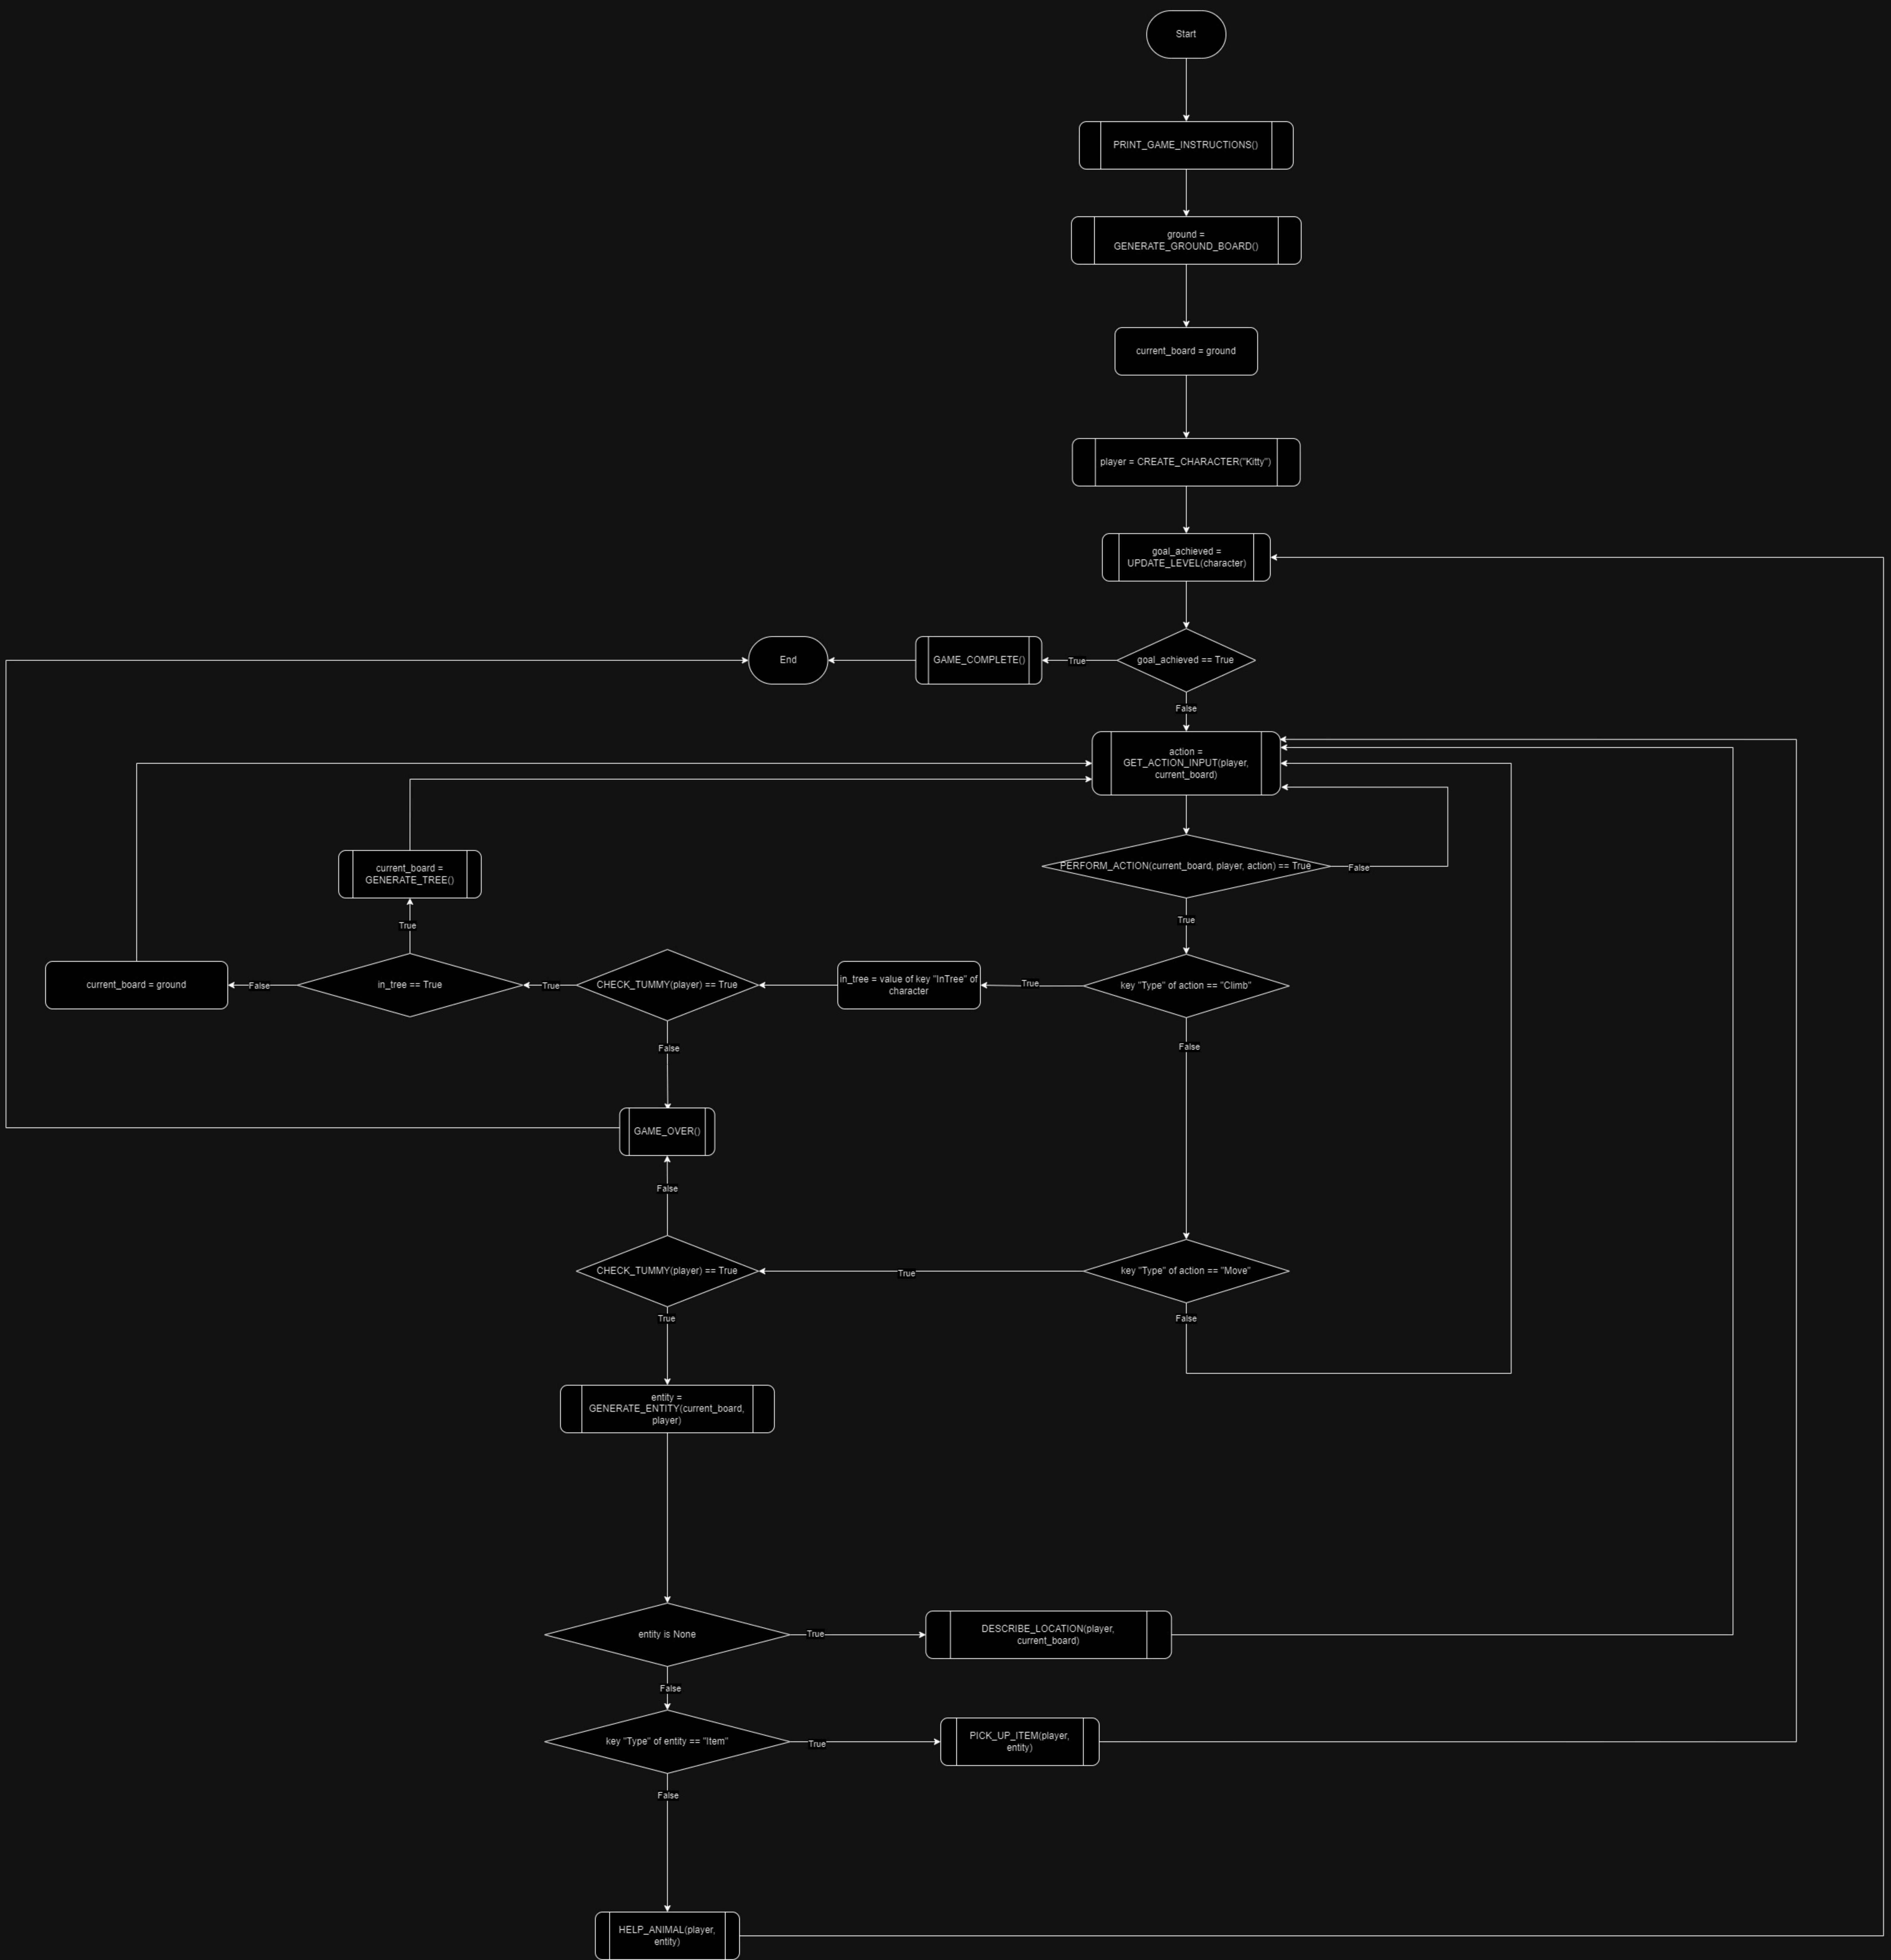 Start
PRINT_GAME_INSTRUCTIONS()
ground =
GENERATE_GROUND_BOARD()
current_board = ground
player = CREATE_CHARACTER("Kitty")
goal_achieved =
UPDATE_LEVEL(character)
End
GAME_COMPLETE()
True
goal_achieved == True
False
action =
GET_ACTION_INPUT(player,
current_board)
current_board =
GENERATE_TREE()
PERFORM_ACTION(current_board, player, action) == True
False
True
True
current_board = ground
False
in_tree == True
True
CHECK_TUMMY(player) == True
in_tree = value of key "InTree" of
character
True
key "Type" of action == "Climb"
False
False
GAME_OVER()
False
CHECK_TUMMY(player) == True
True
key "Type" of action == "Move"
True
False
entity =
GENERATE_ENTITY(current_board,
player)
entity is None
True
DESCRIBE_LOCATION(player,
current_board)
False
key "Type" of entity == "Item"
True
PICK_UP_ITEM(player,
entity)
False
HELP_ANIMAL(player,
entity)